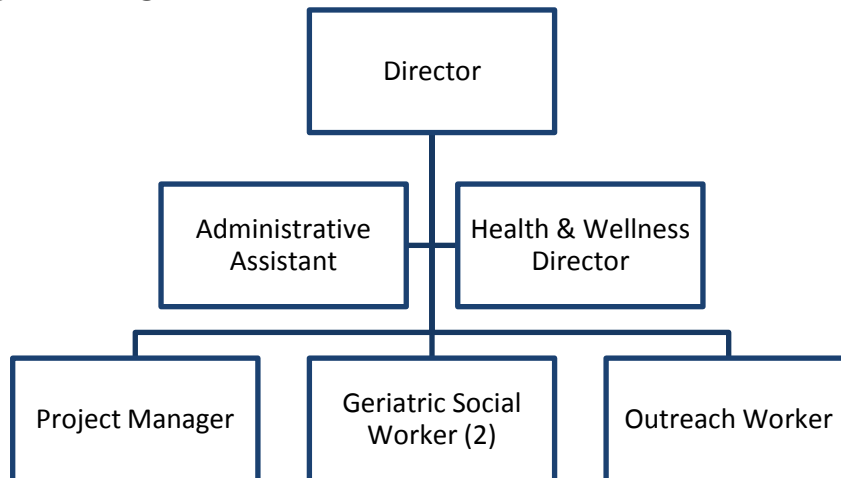 Director
Administrative
Assistant
Health & Wellness
Director
Project Manager
Geriatric Social
Worker (2)
Outreach Worker